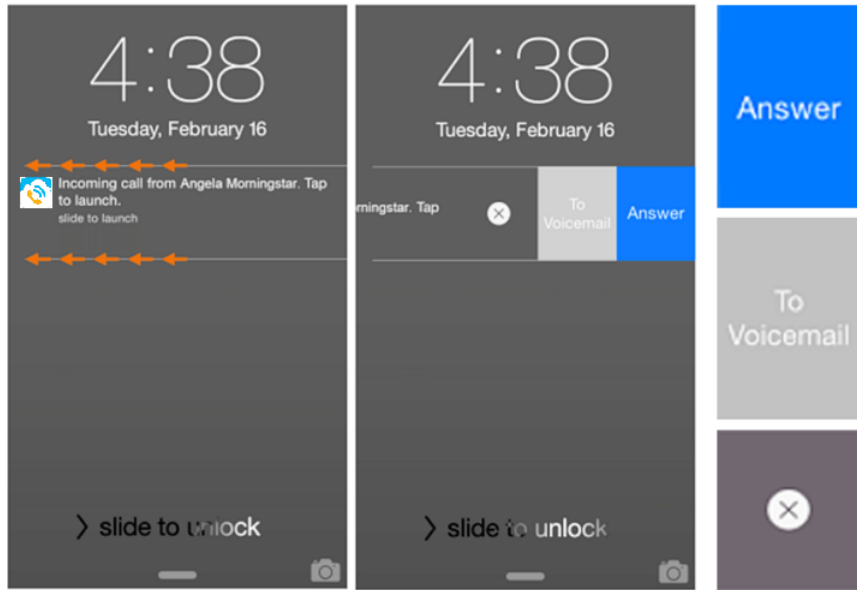 4:38
Tuesday, February 16
Incoming call from Angela Morningstar. Tap
to launch.
slide to launch
slide to unlock
4:38
Tuesday, February 16
rningstar. Tap
To
Voicemail
Answer
slide to unlock
Answer
To
Voicemail